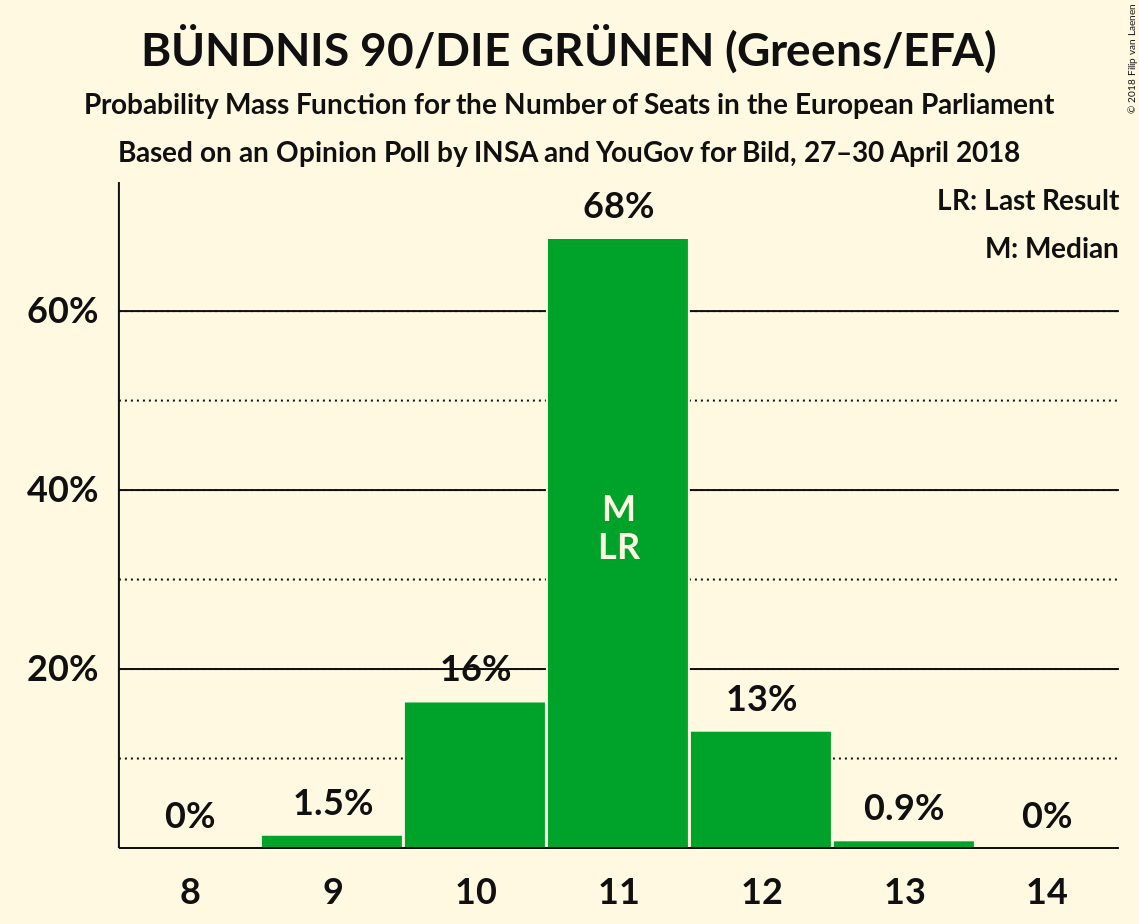 BÜNDNIS 90/DIE GRÜNEN (Greens/EFA)
Probability Mass Function for the Number of Seats in the European Parliament
Based on an Opinion Poll by INSA and YouGov for Bild, 27–30 April 2018
© 2018 Filip van Laenen
LR: Last Result
M: Median
68%
60%
40%
M
LR
20%
16%
13%
0%
1.5%
0.9%
0%
8
9
10
11
12
13
14